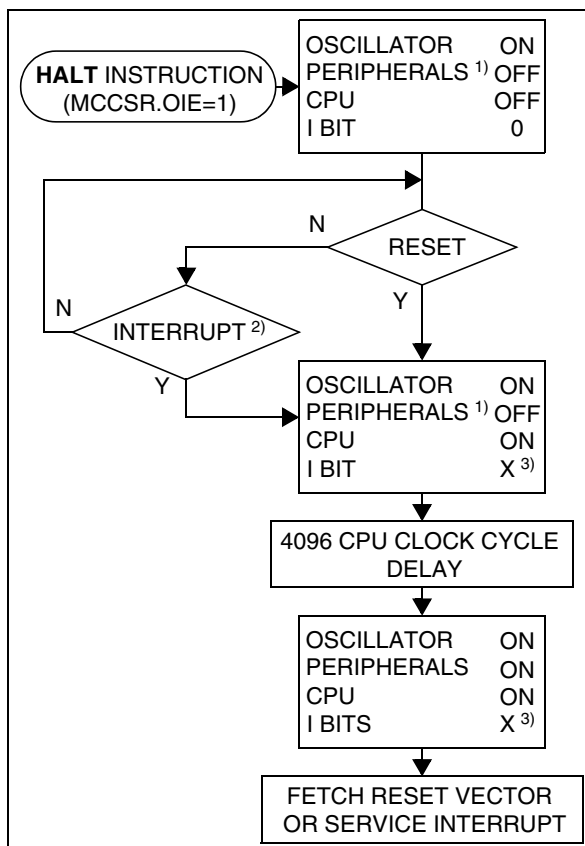 HALT INSTRUCTION
(MCCSR.OIE=1)
OSCILLATOR ON
PERIPHERALS 1) OFF
CPU OFF
I BIT 0
N
RESET
Y
N
INTERRUPT 2)
Y
OSCILLATOR ON
PERIPHERALS 1) OFF
CPU ON
I BIT X 3)
4096 CPU CLOCK CYCLE
DELAY
OSCILLATOR ON
PERIPHERALS ON
CPU ON
I BITS X 3)
FETCH RESET VECTOR
OR SERVICE INTERRUPT